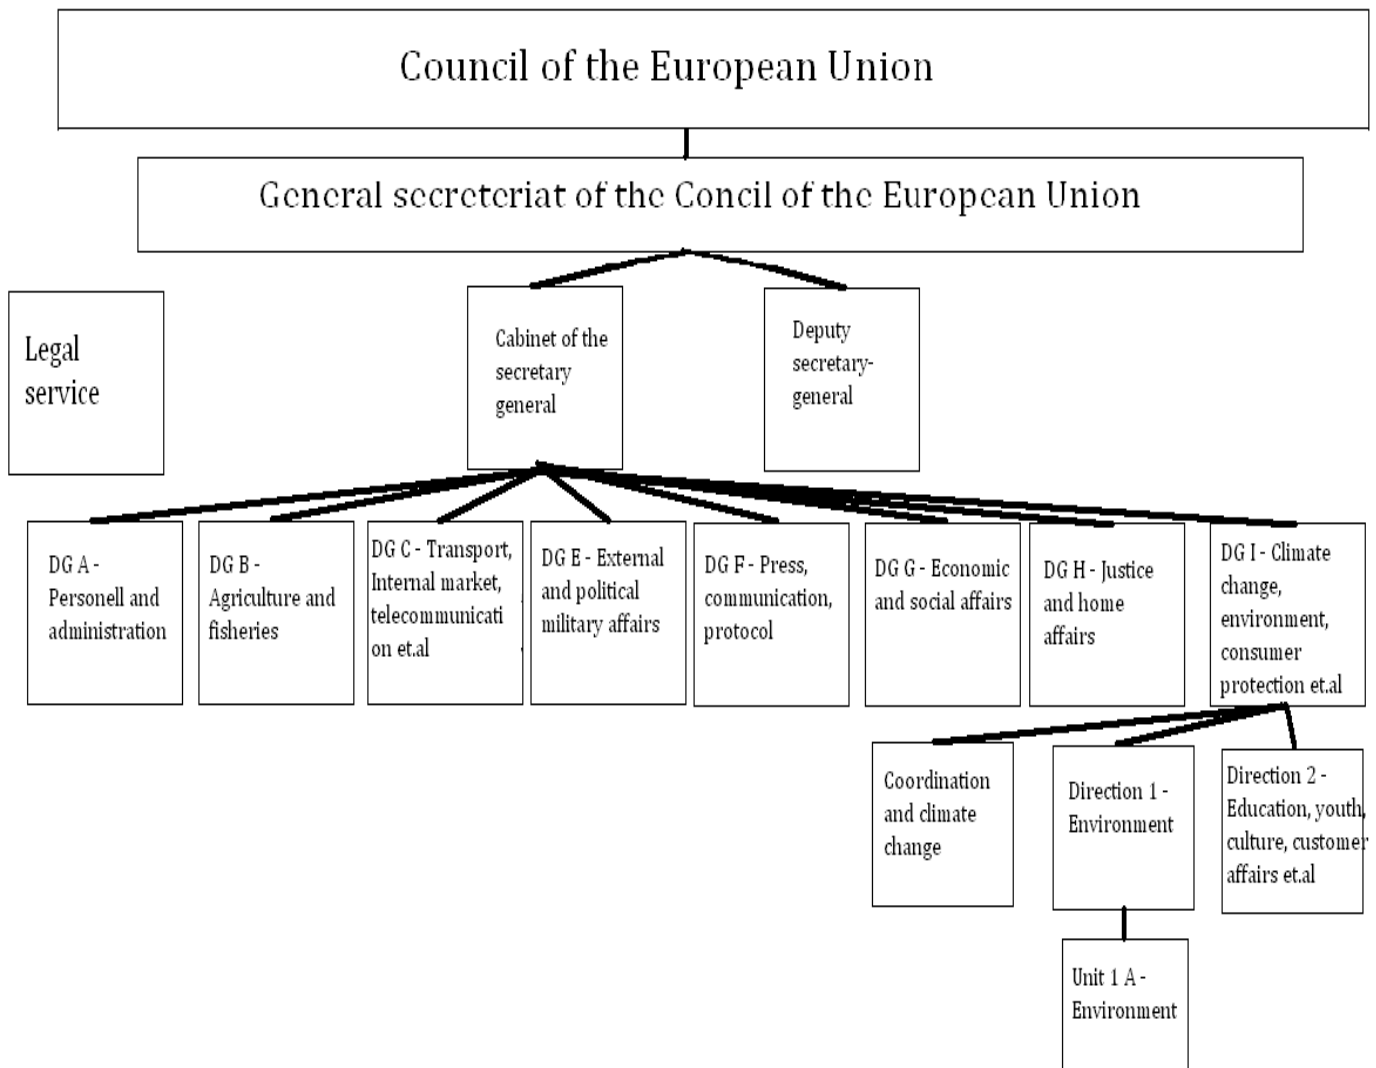 Council of the European Union
General secreteriat of the Concil of the European Union
Legal
service
Cabinet of the
secretary
general
Deputy
secretary-
general
DG A -
Personell and
administration
DG B -
Agriculture and
fisheries
DG C - Transport,
Internal market,
telecommunicati
on et.al
DG E - External
and political
military affairs
DG F - Press,
communication,
protocol
DG G - Economic
and social affairs
DG H - Justice
and home
affairs
DG I - Climate
change,
environment,
consumer
protection et.al
Coordination
and climate
change
Direction 1 -
Environment
Direction 2 -
Education, youth,
culture, customer
affairs et.al
Unit 1 A -
Environment